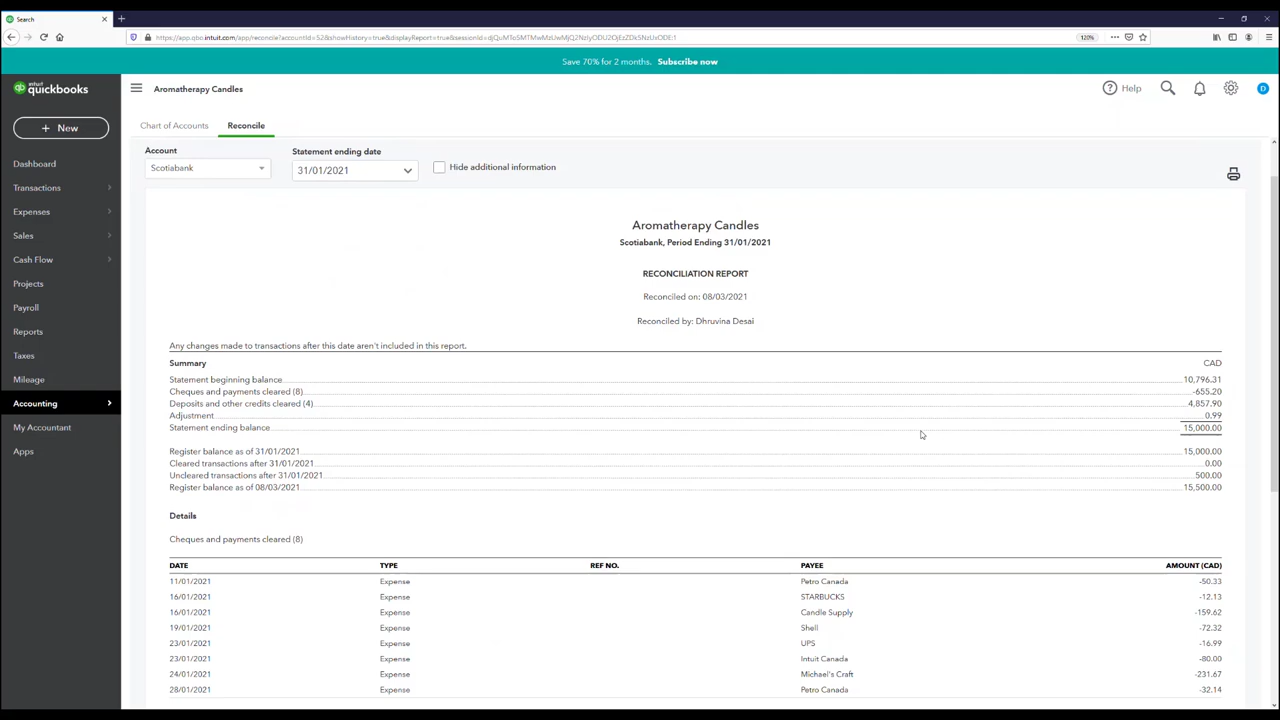 Search
120%
Save 70% for 2 months. Subscribe now
intuit
quickbooks
Aromatherapy Candles
Help
D
+ New
Chart of Accounts
Reconcile
Dashboard
Transactions
Expenses
Sales
Cash Flow
Projects
Payroll
Reports
Taxes
Mileage
Accounting
My Accountant
Apps
Account
Statement ending date
Scotiabank
31/01/2021
Hide additional information
Aromatherapy Candles
Scotiabank, Period Ending 31/01/2021
RECONCILIATION REPORT
Reconciled on: 08/03/2021
Reconciled by: Dhruvina Desai
Any changes made to transactions after this date aren't included in this report.
Summary CAD
Statement beginning balance 10,796.31
Cheques and payments cleared (8) -655.20
Deposits and other credits cleared (4) 4,857.90
Adjustment 0.99
Statement ending balance 15,000.00
Register balance as of 31/01/2021 15,000.00
Cleared transactions after 31/01/2021 0.00
Uncleared transactions after 31/01/2021 500.00
Register balance as of 08/03/2021 15,500.00
Details
Cheques and payments cleared (8)
DATE TYPE REF NO. PAYEE AMOUNT (CAD)
11/01/2021 Expense Petro Canada -50.33
16/01/2021 Expense STARBUCKS -12.13
16/01/2021 Expense Candle Supply -159.62
19/01/2021 Expense Shell -72.32
23/01/2021 Expense UPS -16.99
23/01/2021 Expense Intuit Canada -80.00
24/01/2021 Expense Michael's Craft -231.67
28/01/2021 Expense Petro Canada -32.14